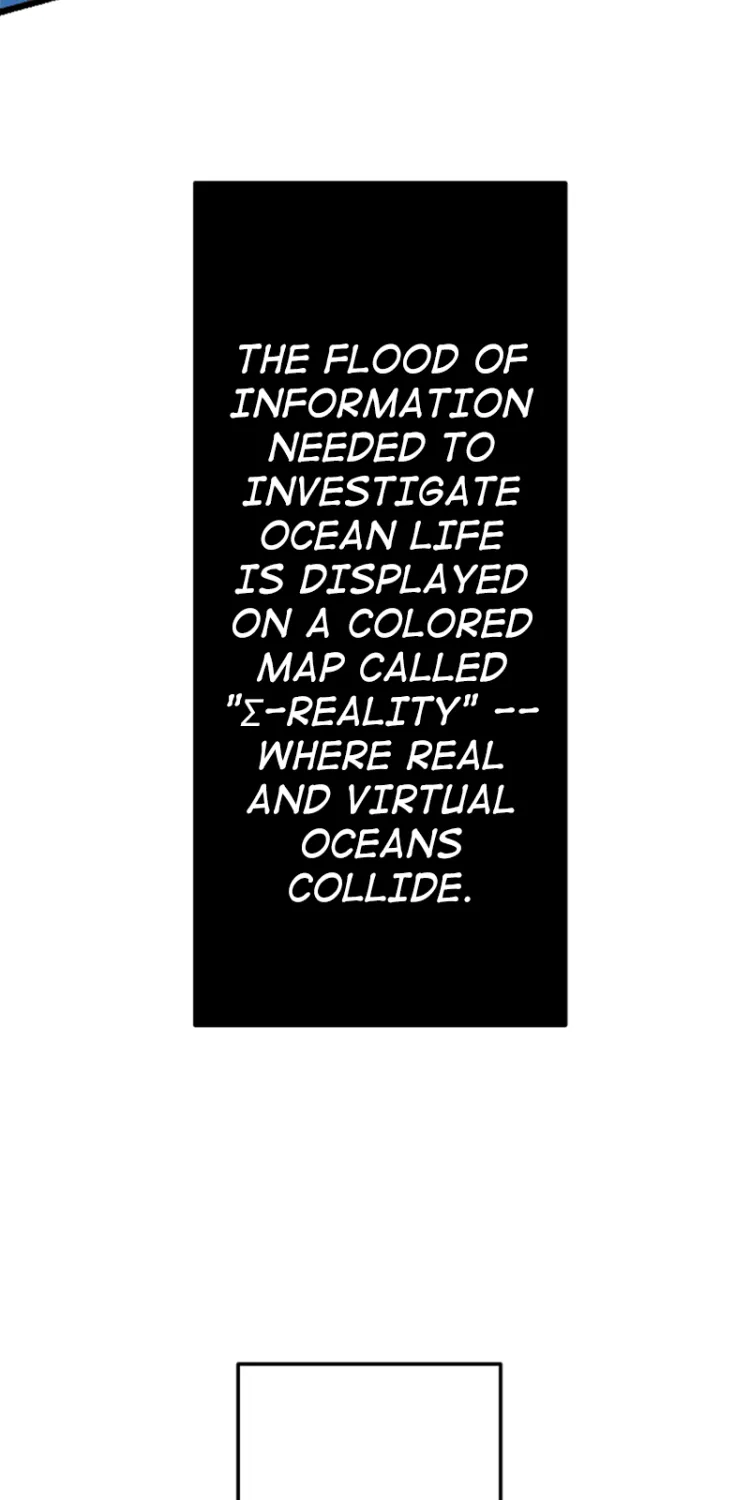 THE FLOOD OF
INFORMATION
NEEDED TO
INVESTIGATE
OCEAN LIFE
IS DISPLAYED
ON A COLORED
MAP CALLED
"Σ-REALITY" --
WHERE REAL
AND VIRTUAL
OCEANS
COLLIDE.